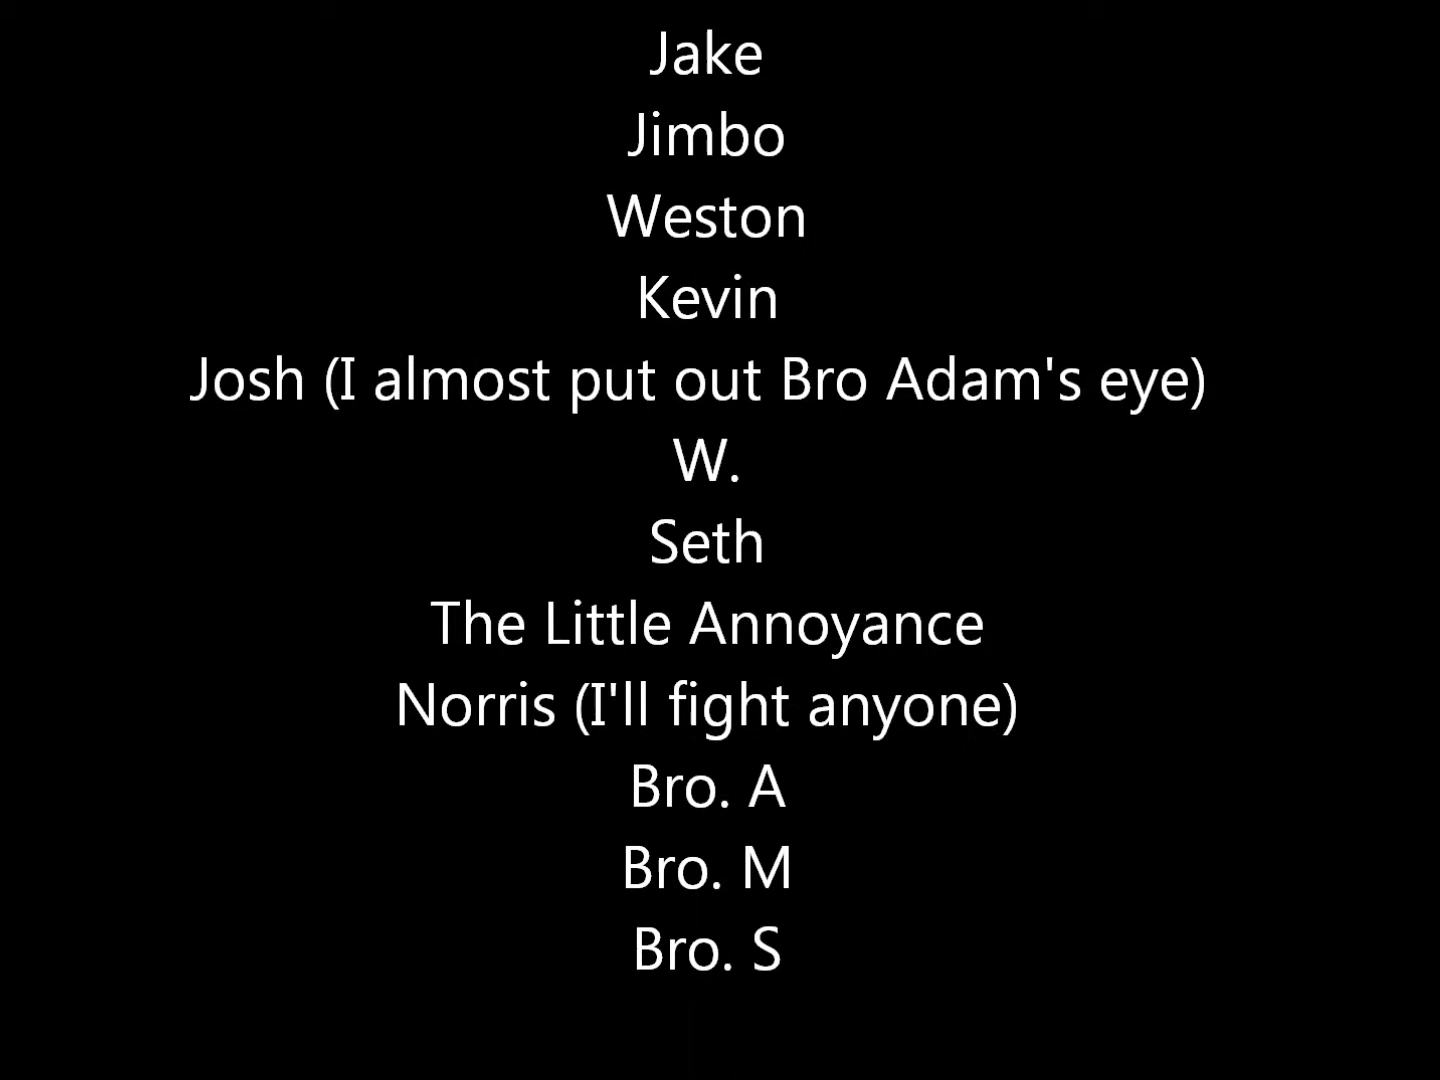 Jake
Jimbo
Weston
Kevin
Josh (I almost put out Bro Adam's eye)
W.
Seth
The Little Annoyance
Norris (I'll fight anyone)
Bro. A
Bro. M
Bro. S